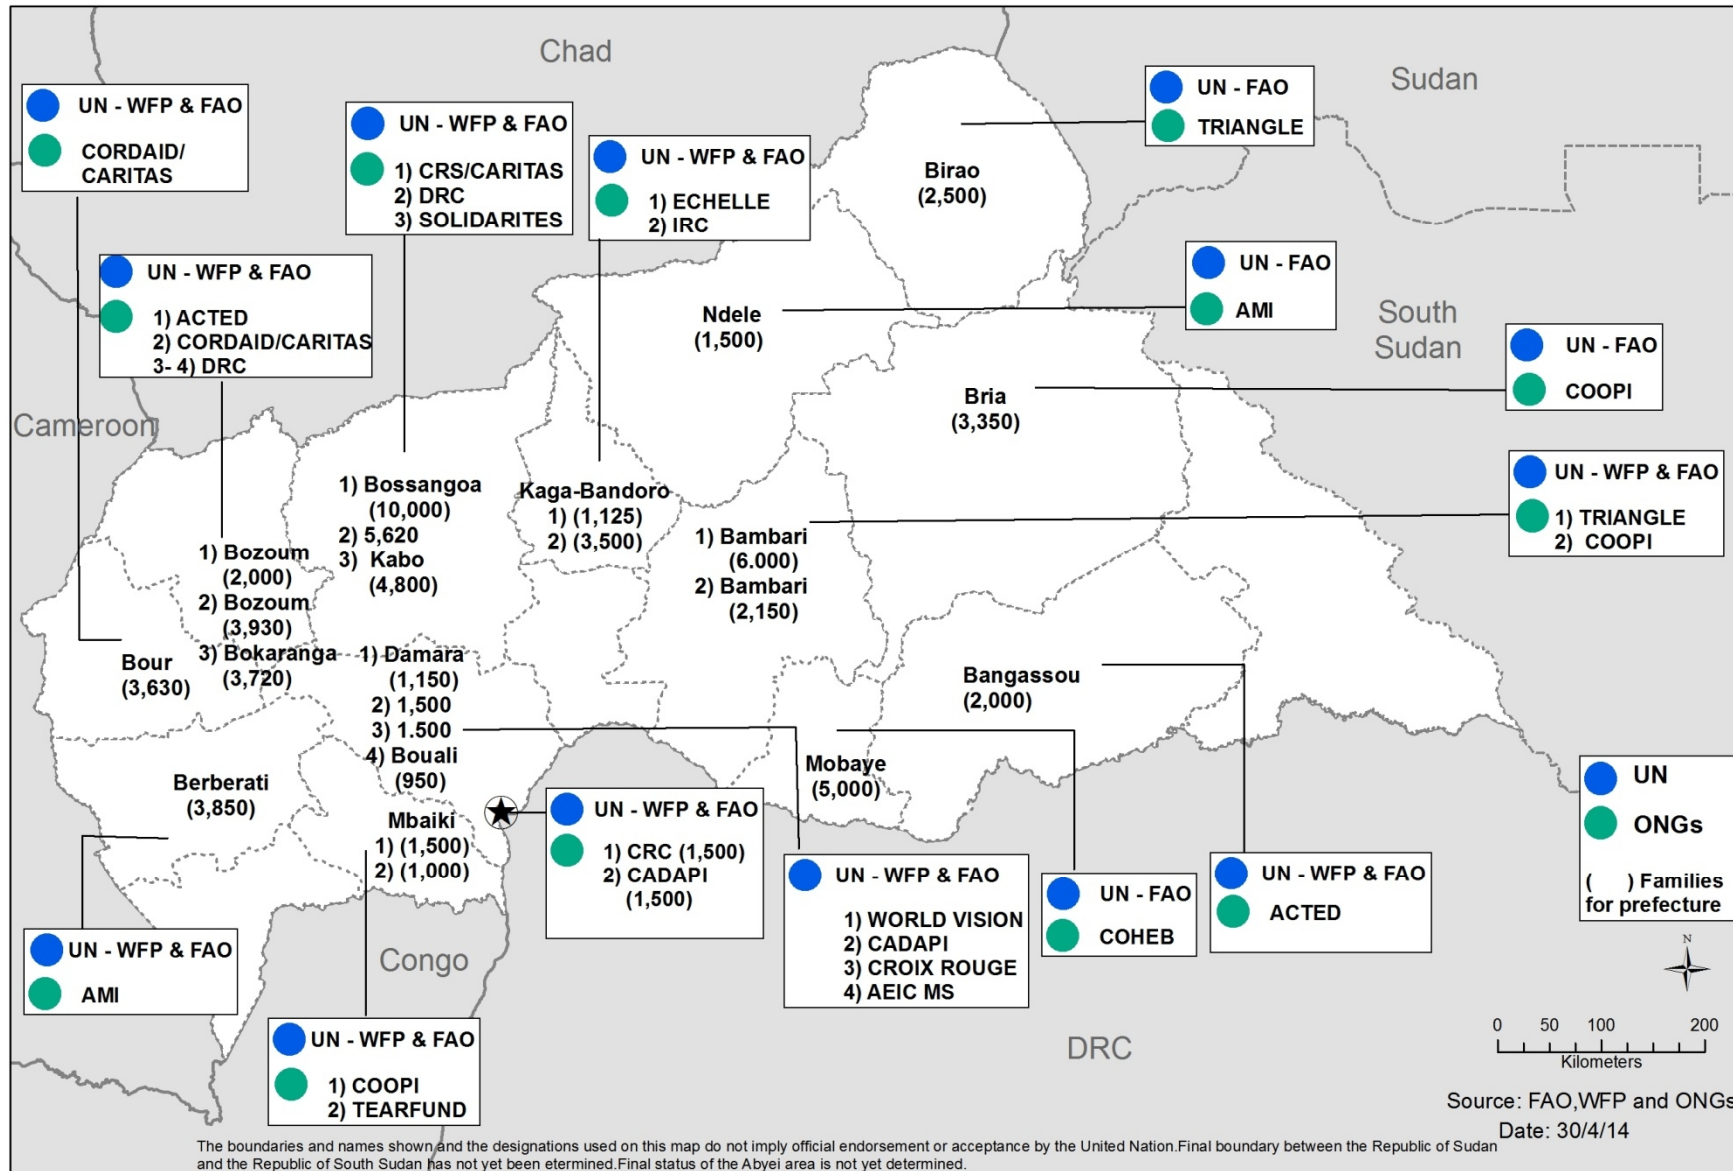 Chad
Sudan
South
Sudan
Cameroon
Congo
DRC
UN - WFP & FAO
CORDAID/
CARITAS
UN - WFP & FAO
1) CRS/CARITAS
2) DRC
3) SOLIDARITES
UN - WFP & FAO
1) ECHELLE
2) IRC
UN - FAO
TRIANGLE
UN - WFP & FAO
1) ACTED
2) CORDAID/CARITAS
3- 4) DRC
UN - FAO
AMI
UN - FAO
COOPI
UN - WFP & FAO
1) TRIANGLE
2) COOPI
Birao
(2,500)
Ndele
(1,500)
Bria
(3,350)
1) Bossangoa
(10,000)
2) 5,620
3) Kabo
(4,800)
Kaga-Bandoro
1) (1,125)
2) (3,500)
1) Bambari
(6.000)
2) Bambari
(2,150)
1) Bozoum
(2,000)
2) Bozoum
(3,930)
3) Bokaranga
(3,720)
Bour
(3,630)
1) Damara
(1,150)
2) 1,500
3) 1.500
4) Bouali
(950)
Bangassou
(2,000)
Mobaye
(5,000)
Berberati
(3,850)
Mbaiki
1) (1,500)
2) (1,000)
UN - WFP & FAO
1) CRC (1,500)
2) CADAPI
(1,500)
UN - WFP & FAO
1) WORLD VISION
2) CADAPI
3) CROIX ROUGE
4) AEIC MS
UN - FAO
COHEB
UN - WFP & FAO
ACTED
UN - WFP & FAO
AMI
UN - WFP & FAO
1) COOPI
2) TEARFUND
UN
ONGs
( ) Families
for prefecture
N
0 50 100 200
Kilometers
Source: FAO,WFP and ONGs
Date: 30/4/14
The boundaries and names shown and the designations used on this map do not imply official endorsement or acceptance by the United Nation.Final boundary between the Republic of Sudan
and the Republic of South Sudan has not yet been etermined.Final status of the Abyei area is not yet determined.